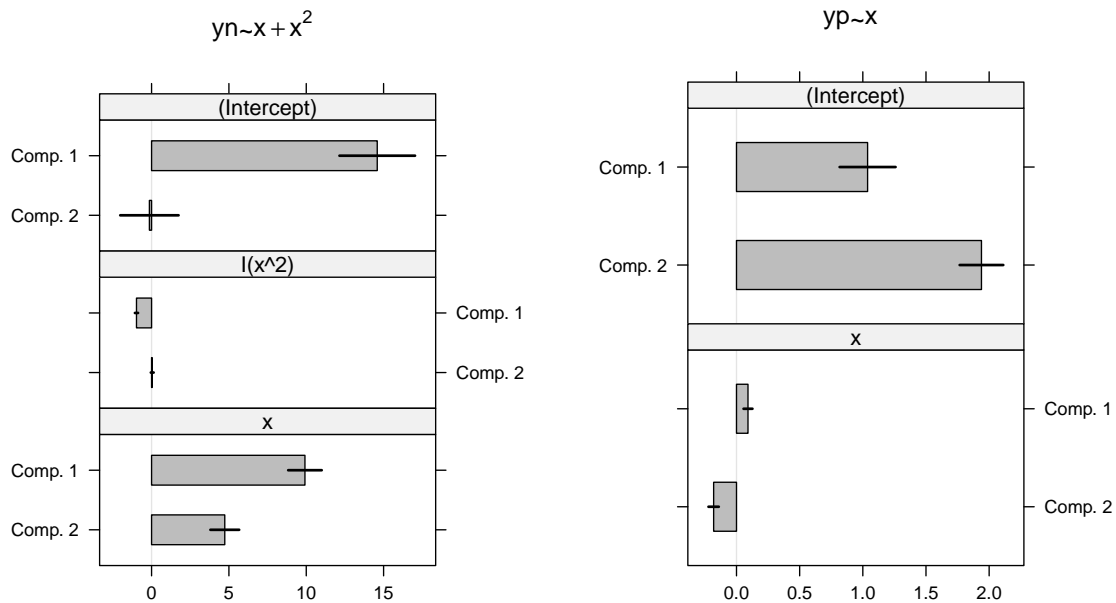 yn~x + x²
(Intercept)
Comp. 1
Comp. 2
I(x^2)
Comp. 1
Comp. 2
x
Comp. 1
Comp. 2
0 5 10 15
yp~x
(Intercept)
Comp. 1
Comp. 2
x
Comp. 1
Comp. 2
0.0 0.5 1.0 1.5 2.0